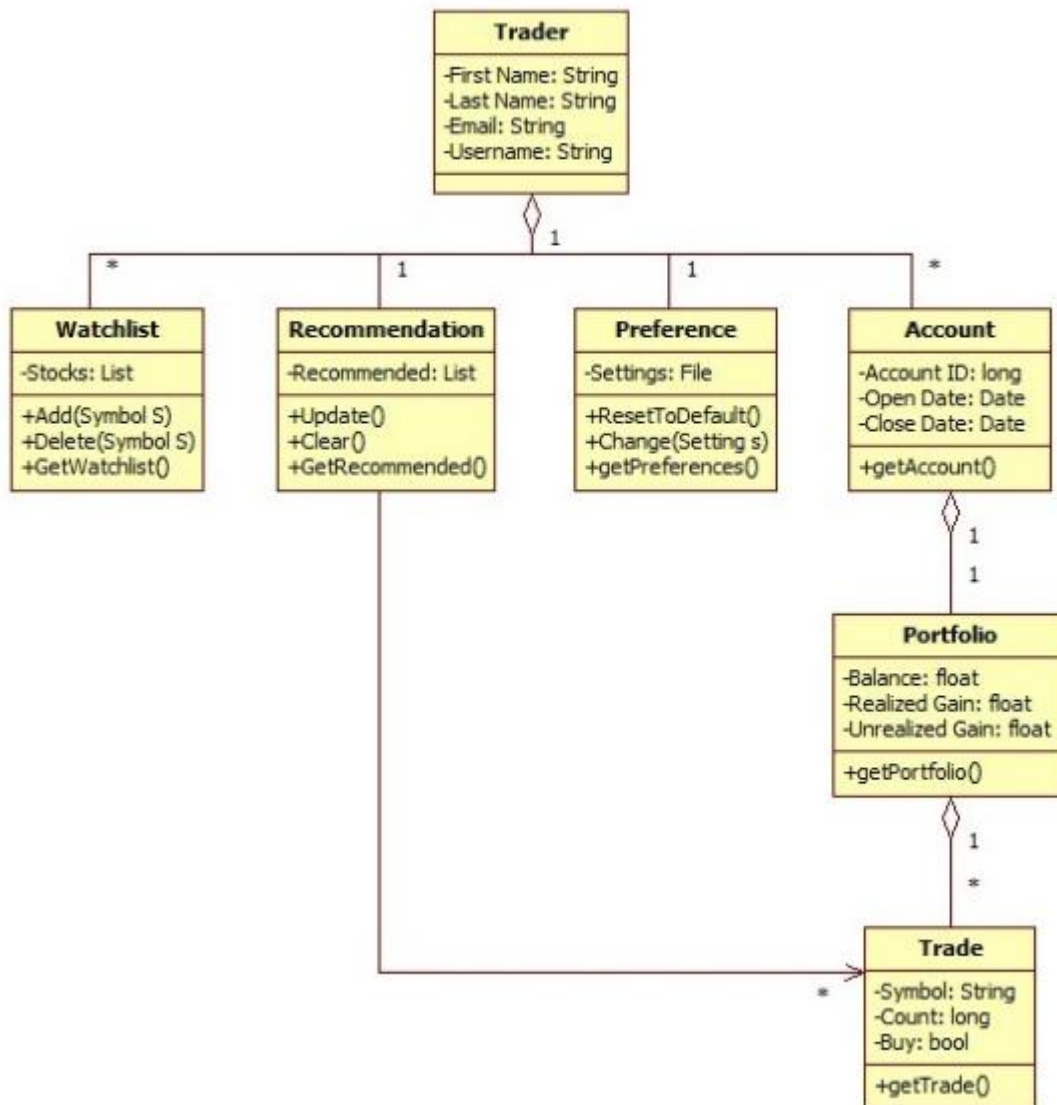 Trader
-First Name: String
-Last Name: String
-Email: String
-Username: String
1
*
1
1
*
Watchlist
-Stocks: List
+Add(Symbol S)
+Delete(Symbol S)
+GetWatchlist()
Recommendation
-Recommended: List
+Update()
+Clear()
+GetRecommended()
Preference
-Settings: File
+ResetToDefault()
+Change(Setting s)
+getPreferences()
Account
-Account ID: long
-Open Date: Date
-Close Date: Date
+getAccount()
1
1
Portfolio
-Balance: float
-Realized Gain: float
-Unrealized Gain: float
+getPortfolio()
1
*
*
Trade
-Symbol: String
-Count: long
-Buy: bool
+getTrade()